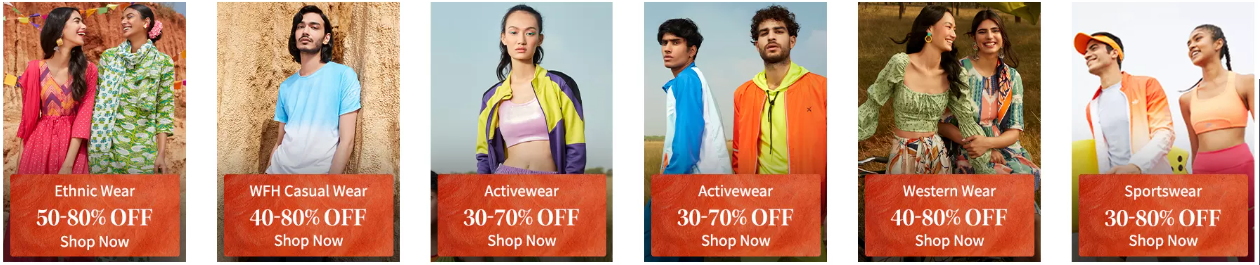 Ethnic Wear
50-80% OFF
Shop Now
WFH Casual Wear
40-80% OFF
Shop Now
Activewear
30-70% OFF
Shop Now
Activewear
30-70% OFF
Shop Now
Western Wear
40-80% OFF
Shop Now
Sportswear
30-80% OFF
Shop Now